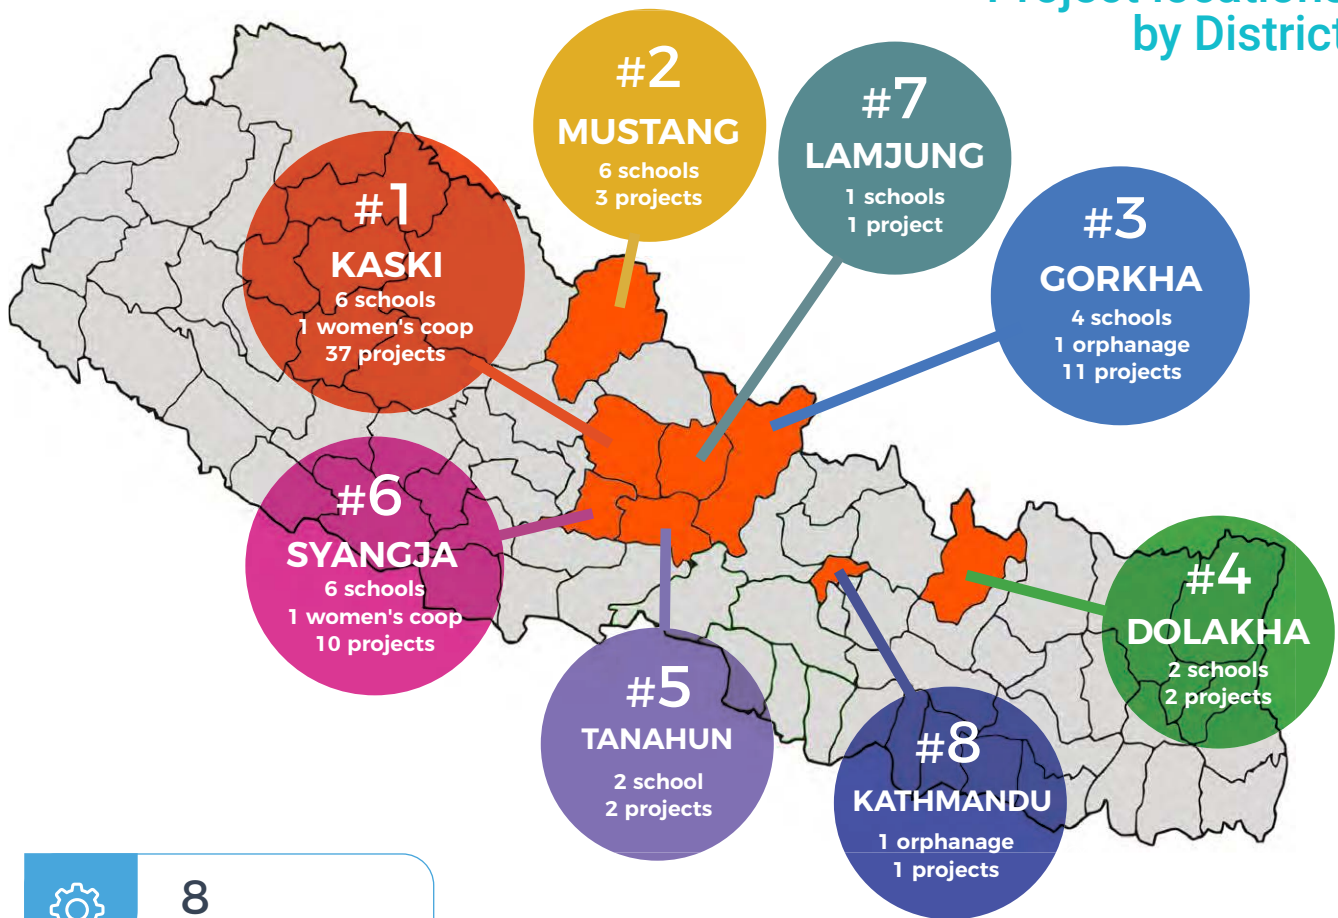 Project locations
by District
#2
MUSTANG
6 schools
3 projects
#7
LAMJUNG
1 schools
1 project
#1
KASKI
6 schools
1 women's coop
37 projects
#3
GORKHA
4 schools
1 orphanage
11 projects
#6
SYANGJA
6 schools
1 women's coop
10 projects
#4
DOLAKHA
2 schools
2 projects
#5
TANAHUN
2 school
2 projects
#8
KATHMANDU
1 orphanage
1 projects
8